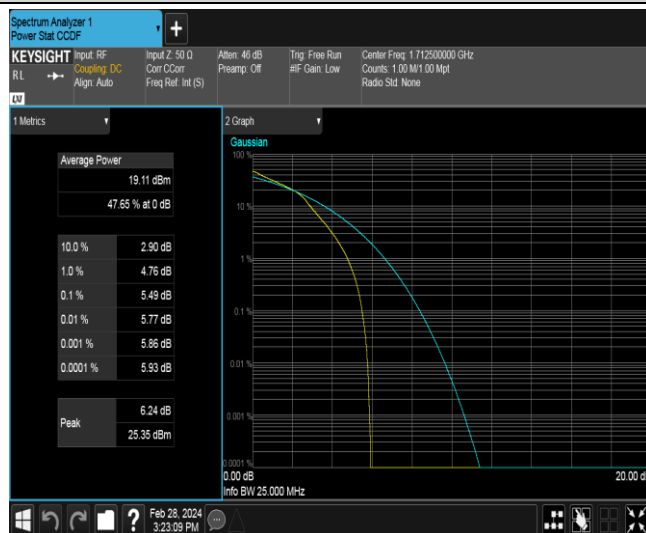 Spectrum Analyzer 1
Power Stat CCDF
KEYSIGHT
Input: RF
Coupling: DC
Align: Auto
Input Z: 50 Ω
Corr CCorr
Freq Ref: Int (S)
Atten: 46 dB
Preamp: Off
Trig: Free Run
#IF Gain: Low
Center Freq: 1.712500000 GHz
Counts: 1.00 M/1.00 Mpt
Radio Std: None
RL
LXI
1 Metrics
Average Power
19.11 dBm
47.65 % at 0 dB
10.0 % 2.90 dB
1.0 % 4.76 dB
0.1 % 5.49 dB
0.01 % 5.77 dB
0.001 % 5.86 dB
0.0001 % 5.93 dB
Peak
6.24 dB
25.35 dBm
2 Graph
Gaussian
100 %
10 %
1 %
0.1 %
0.01 %
0.001 %
0.0001 %
0.00 dB
20.00 d
Info BW 25.000 MHz
?
Feb 28, 2024
3:23:09 PM